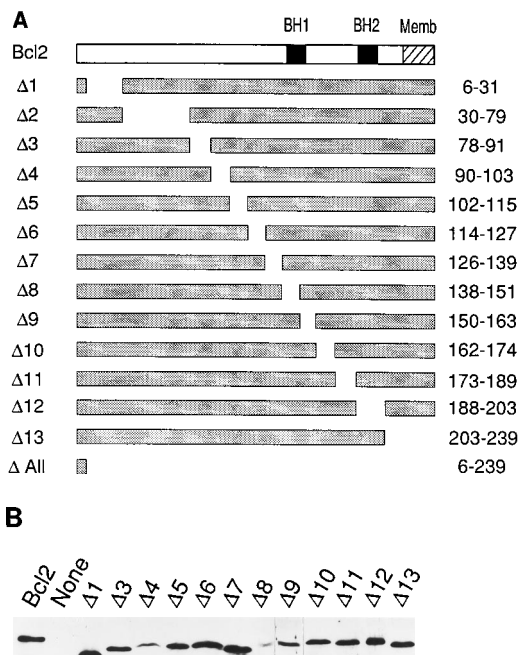 A
BH1 BH2 Memb
Bcl2
Δ1 6-31
Δ2 30-79
Δ3 78-91
Δ4 90-103
Δ5 102-115
Δ6 114-127
Δ7 126-139
Δ8 138-151
Δ9 150-163
Δ10 162-174
Δ11 173-189
Δ12 188-203
Δ13 203-239
Δ All 6-239
B
Bcl2 None Δ1 Δ3 Δ4 Δ5 Δ6 Δ7 Δ8 Δ9 Δ10 Δ11 Δ12 Δ13